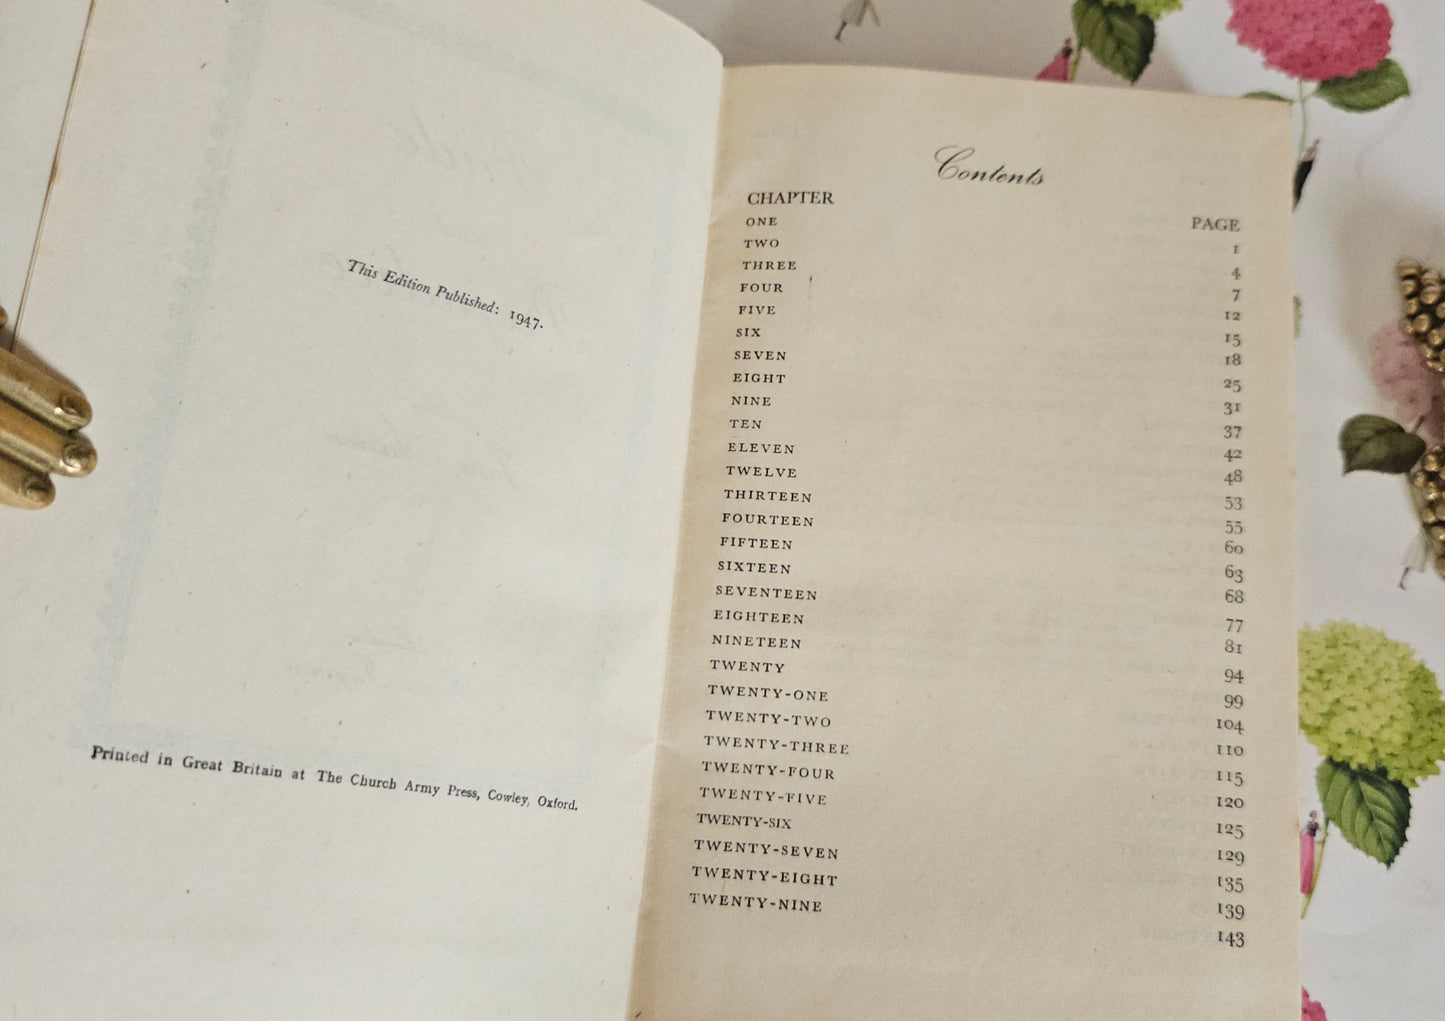 This Edition Published: 1947.
Printed in Great Britain at The Church Army Press, Cowley, Oxford.
Contents
CHAPTER PAGE
ONE 1
TWO 4
THREE 7
FOUR 12
FIVE 15
SIX 18
SEVEN 25
EIGHT 31
NINE 37
TEN 42
ELEVEN 48
TWELVE 53
THIRTEEN 55
FOURTEEN 60
FIFTEEN 63
SIXTEEN 68
SEVENTEEN 77
EIGHTEEN 81
NINETEEN 94
TWENTY 99
TWENTY-ONE 104
TWENTY-TWO 110
TWENTY-THREE 115
TWENTY-FOUR 120
TWENTY-FIVE 125
TWENTY-SIX 129
TWENTY-SEVEN 135
TWENTY-EIGHT 139
TWENTY-NINE 143